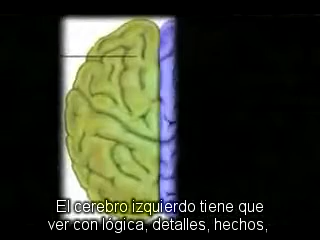 El cerebro izquierdo tiene que
ver con lógica, detalles, hechos,